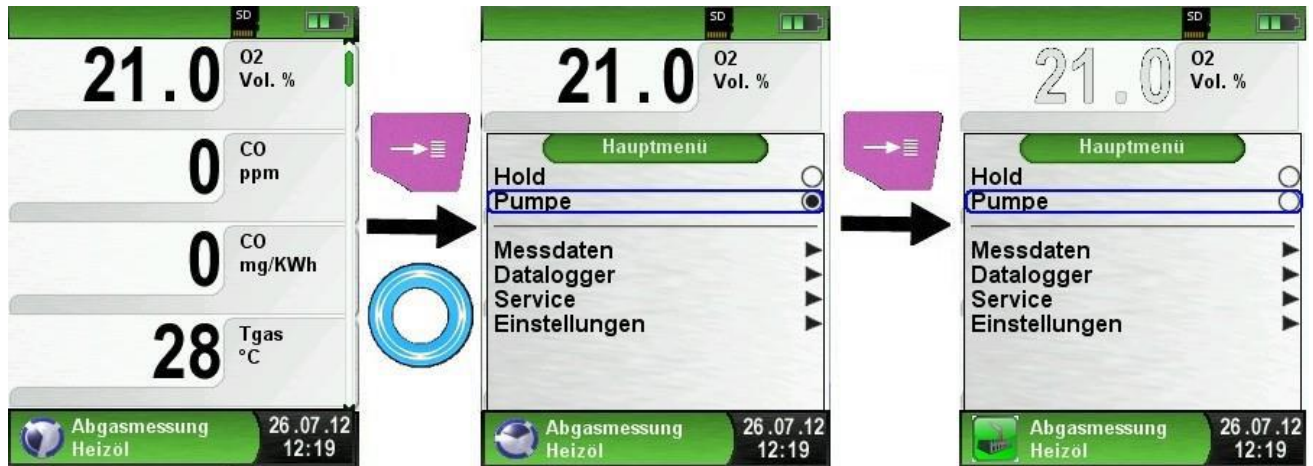 SD
21.0
O2
Vol. %
0
CO
ppm
0
CO
mg/KWh
28
Tgas
°C
Abgasmessung
Heizöl
26.07.12
12:19
SD
21.0
O2
Vol. %
Hauptmenü
Hold
Pumpe
Messdaten
Datalogger
Service
Einstellungen
Abgasmessung
Heizöl
26.07.12
12:19
SD
21.0
O2
Vol. %
Hauptmenü
Hold
Pumpe
Messdaten
Datalogger
Service
Einstellungen
Abgasmessung
Heizöl
26.07.12
12:19